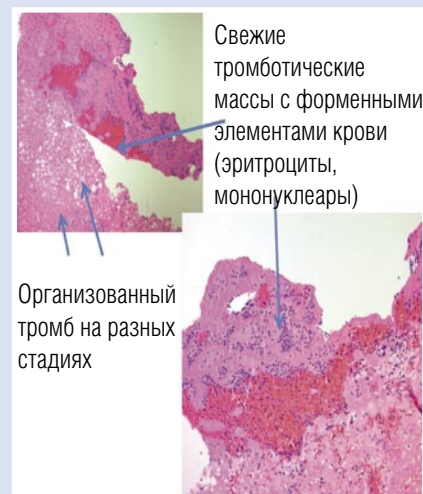 Свежие
тромботические
массы с форменными
элементами крови
(эритроциты,
мононуклеары)
Организованный
тромб на разных
стадиях